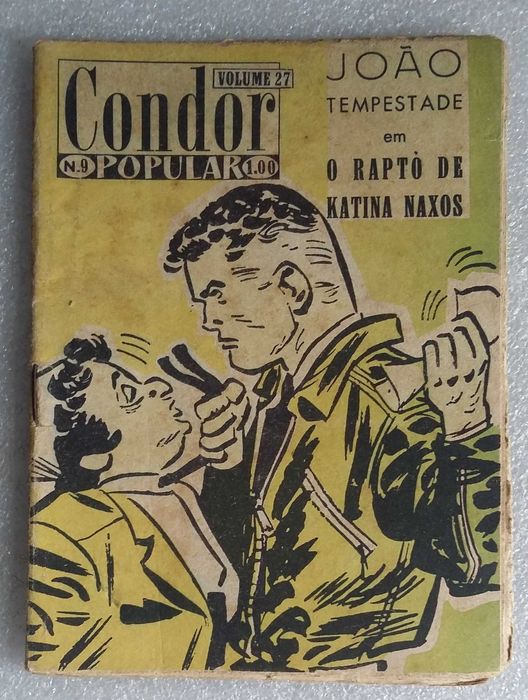 Condor
VOLUME 27
N.9 POPULAR 1.00
JOÃO
TEMPESTADE
em
O RAPTO DE
KATINA NAXOS